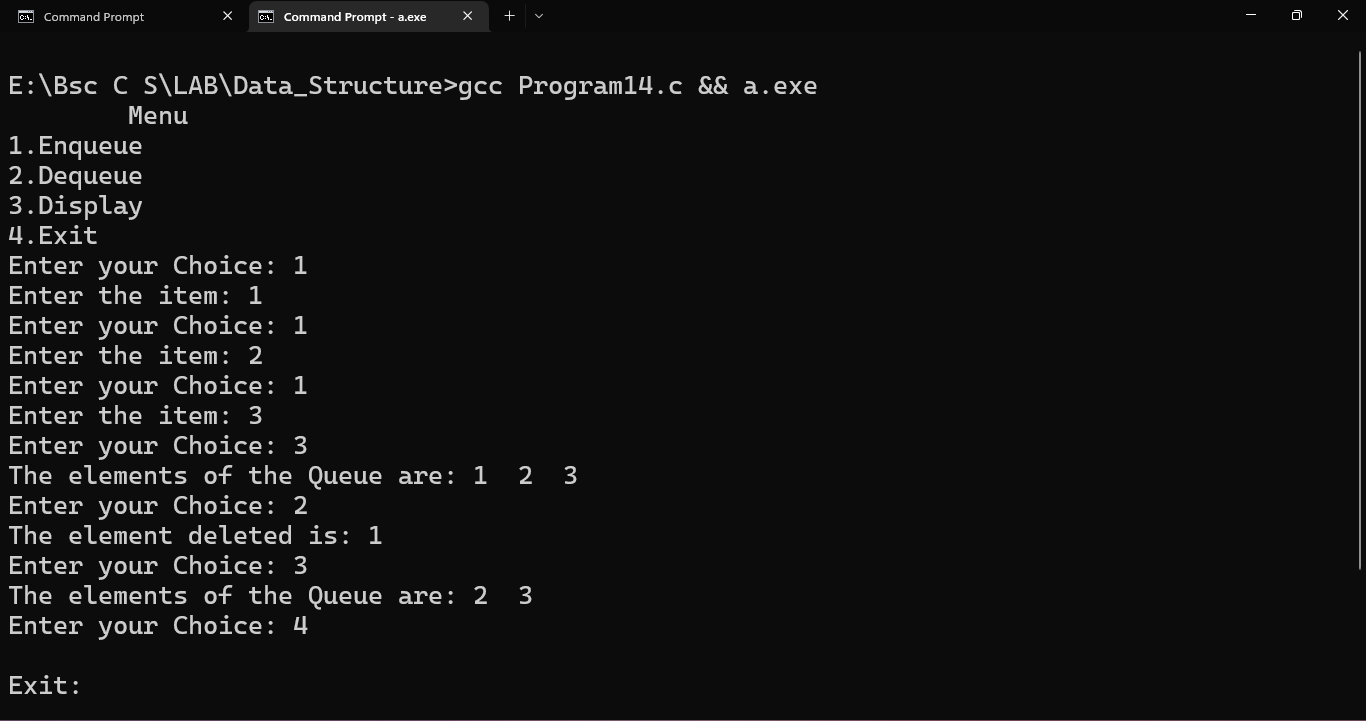 Command Prompt
Command Prompt - a.exe
E:\Bsc C S\LAB\Data_Structure>gcc Program14.c && a.exe
        Menu
1.Enqueue
2.Dequeue
3.Display
4.Exit
Enter your Choice: 1
Enter the item: 1
Enter your Choice: 1
Enter the item: 2
Enter your Choice: 1
Enter the item: 3
Enter your Choice: 3
The elements of the Queue are: 1  2  3
Enter your Choice: 2
The element deleted is: 1
Enter your Choice: 3
The elements of the Queue are: 2  3
Enter your Choice: 4
Exit: